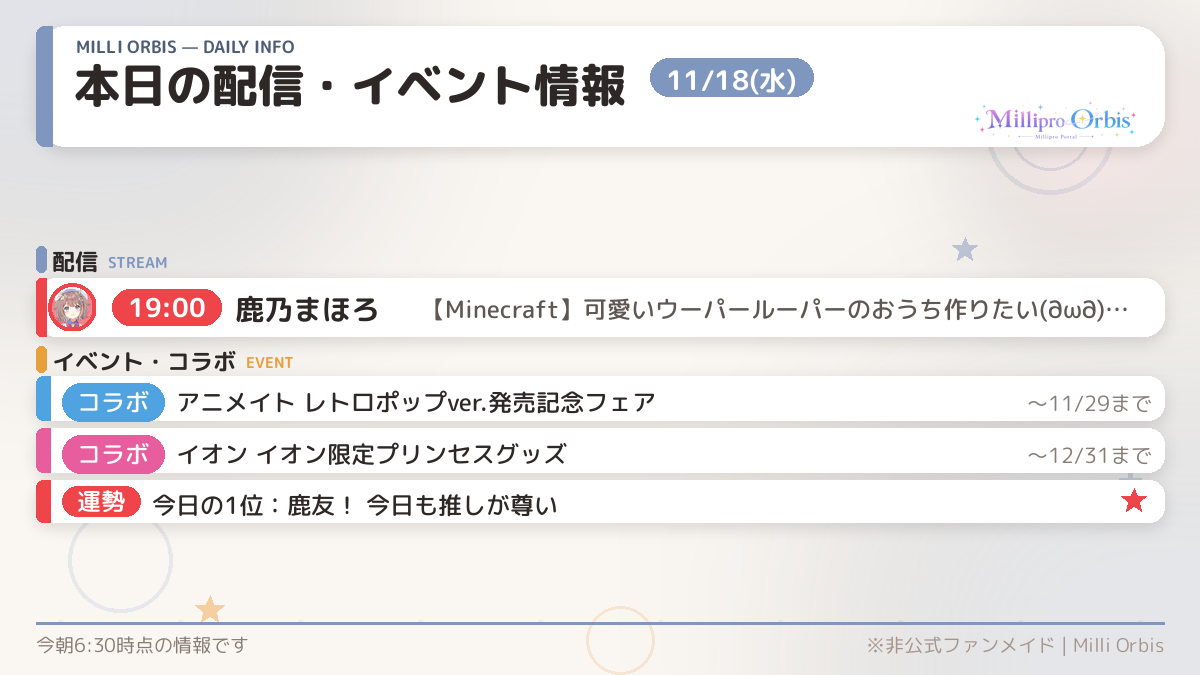 MILLI ORBIS — DAILY INFO
本日の配信・イベント情報
11/18(水)
Millipro Orbis
Millipro Portal
配信 STREAM
19:00 鹿乃まほろ 【Minecraft】可愛いウーパールーパーのおうち作りたい(∂ω∂)…
イベント・コラボ EVENT
コラボ アニメイト レトロポップver.発売記念フェア ～11/29まで
コラボ イオン イオン限定プリンセスグッズ ～12/31まで
運勢 今日の1位：鹿友！ 今日も推しが尊い
今朝6:30時点の情報です
※非公式ファンメイド | Milli Orbis